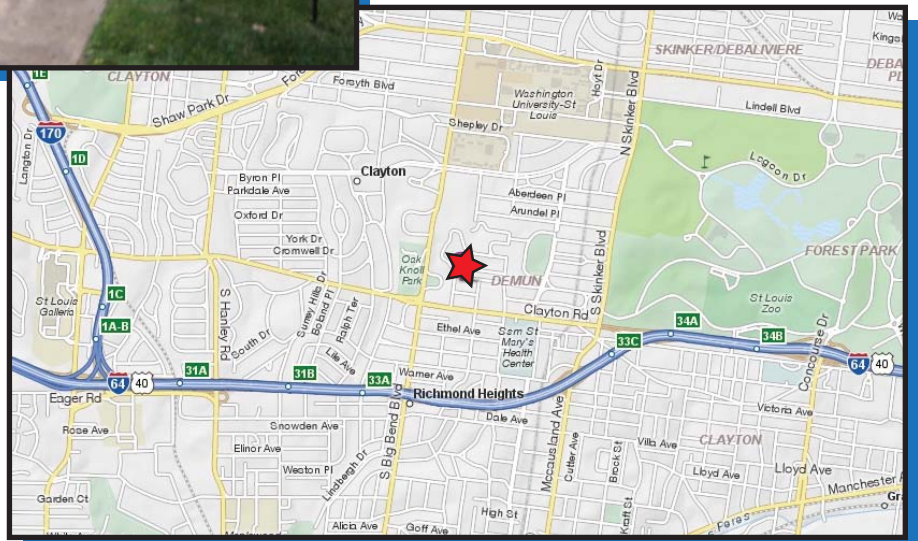 SKINKER/DEBALIVIERE
CLAYTON
Forsyth Blvd
Shaw Park Dr
Washington
University-St
Louis
Hoyt Dr
N Skinker Blvd
Lindell Blvd
1E
170
Langton Dr
1D
Shepley Dr
Clayton
Byron Pl
Parkdale Ave
Oxford Dr
Aberdeen Pl
Arundel Pl
Lagoon Dr
York Dr
Cromwell Dr
Oak
Knoll
Park
DEMUN
S Skinker Blvd
FOREST PARK
St Louis
Zoo
St Louis
Galleria
1C
1A-B
S Hanley Rd
South Dr
Surrey Hills Dr
Boland Pl
Ralph Ter
Lile Ave
Clayton Rd
Ethel Ave
Ssm St
Mary's
Health
Center
34A
34B
33C
Concourse Dr
64
40
31A
31B
33A
Warner Ave
64
40
Eager Rd
Richmond Heights
S Big Bend Blvd
Dale Ave
Victoria Ave
Rose Ave
Snowden Ave
Elinor Ave
Weston Pl
Lindbergh Dr
Mccausland Ave
Cutter Ave
Brock St
Villa Ave
CLAYTON
Lloyd Ave
Lloyd Ave
Manchester
Garden Ct
High St
Kraft St
Alicia Ave
Goff Ave
Feres